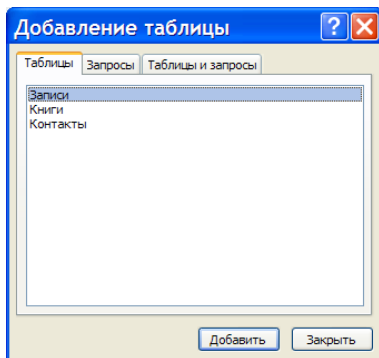 Добавление таблицы
Таблицы Запросы Таблицы и запросы
Записи
Книги
Контакты
Добавить Закрыть